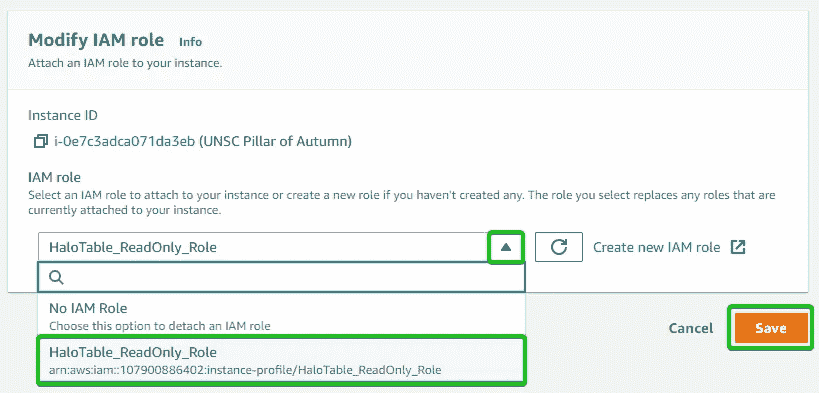 Modify IAM role Info
Attach an IAM role to your instance.
Instance ID
i-0e7c3adca071da3eb (UNSC Pillar of Autumn)
IAM role
Select an IAM role to attach to your instance or create a new role if you haven't created any. The role you select replaces any roles that are
currently attached to your instance.
HaloTable_ReadOnly_Role
Create new IAM role
No IAM Role
Choose this option to detach an IAM role
HaloTable_ReadOnly_Role
arn:aws:iam::107900886402:instance-profile/HaloTable_ReadOnly_Role
Cancel
Save